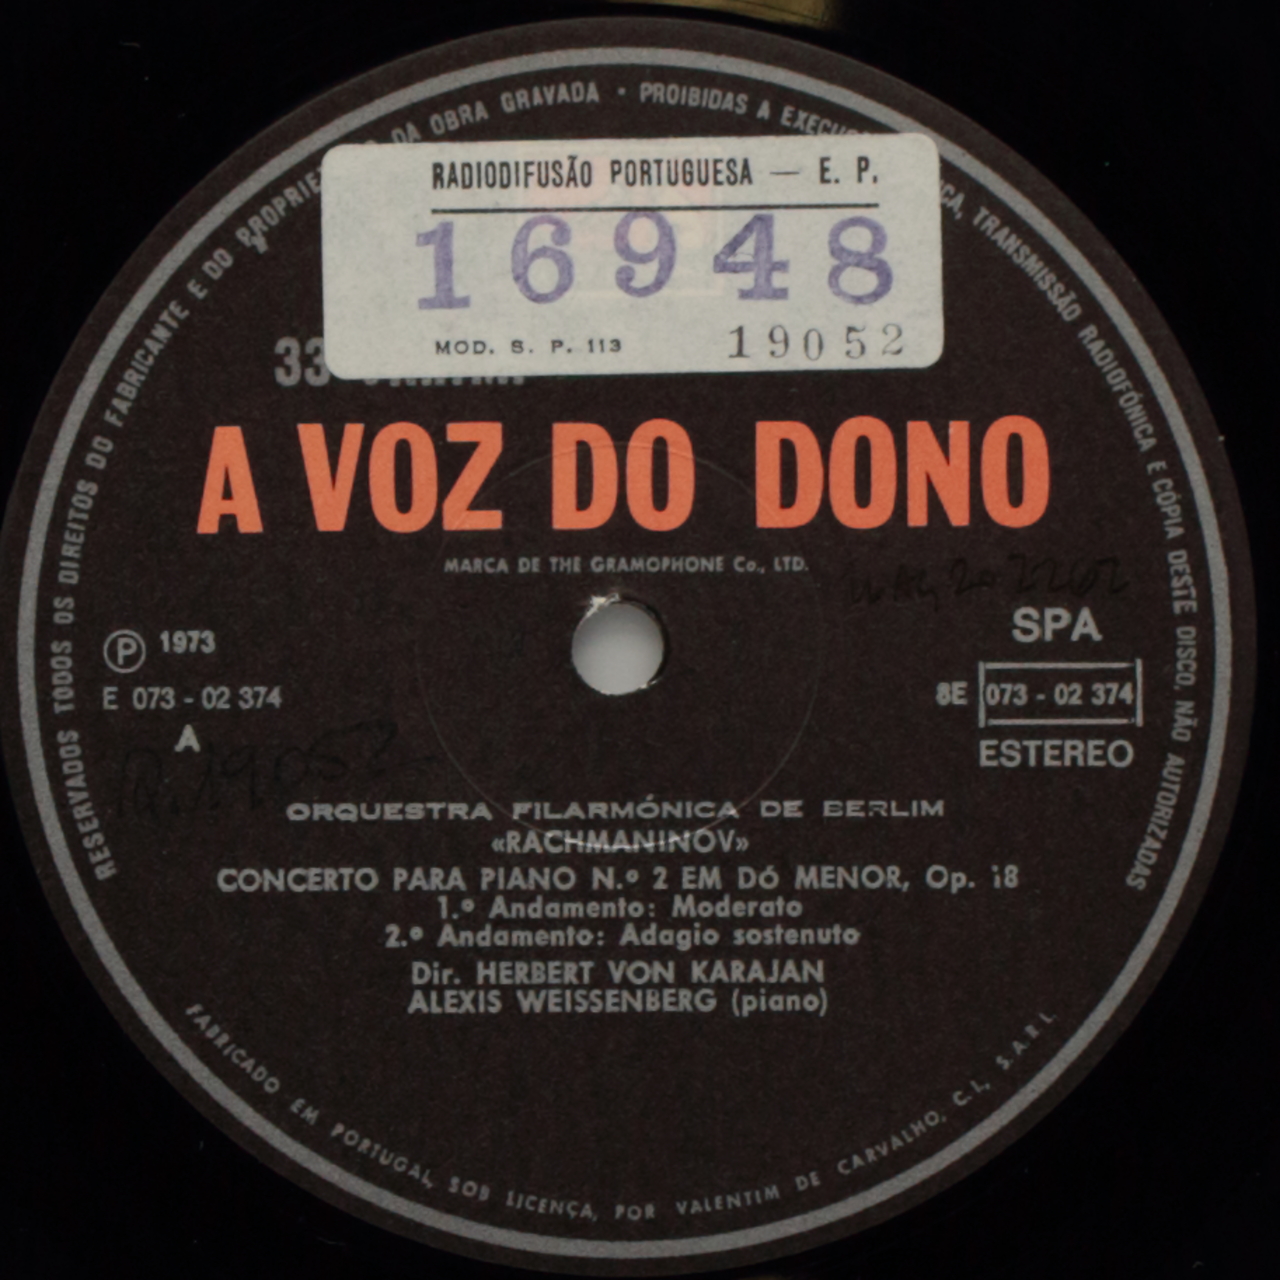 RESERVADOS TODOS OS DIREITOS DO FABRICANTE E DO PROPRIE DA OBRA GRAVADA · PROIBIDAS A EXECUÇ CA, TRANSMISSÃO RADIOFÓNICA E CÓPIA DESTE DISCO, NÃO AUTORIZADAS
RADIODIFUSÃO PORTUGUESA — E. P.
16948
MOD. S. P. 113 19052
33
A VOZ DO DONO
MARCA DE THE GRAMOPHONE Co., LTD.
SPA
Ⓟ 1973
E 073 - 02 374
8E 073 - 02 374
A
ESTEREO
19052
ORQUESTRA FILARMÓNICA DE BERLIM
«RACHMANINOV»
CONCERTO PARA PIANO N.º 2 EM DÓ MENOR, Op. 18
1.º Andamento: Moderato
2.º Andamento: Adagio sostenuto
Dir. HERBERT VON KARAJAN
ALEXIS WEISSENBERG (piano)
FABRICADO EM PORTUGAL, SOB LICENÇA, POR VALENTIM DE CARVALHO, C. I., S. A. R. L.